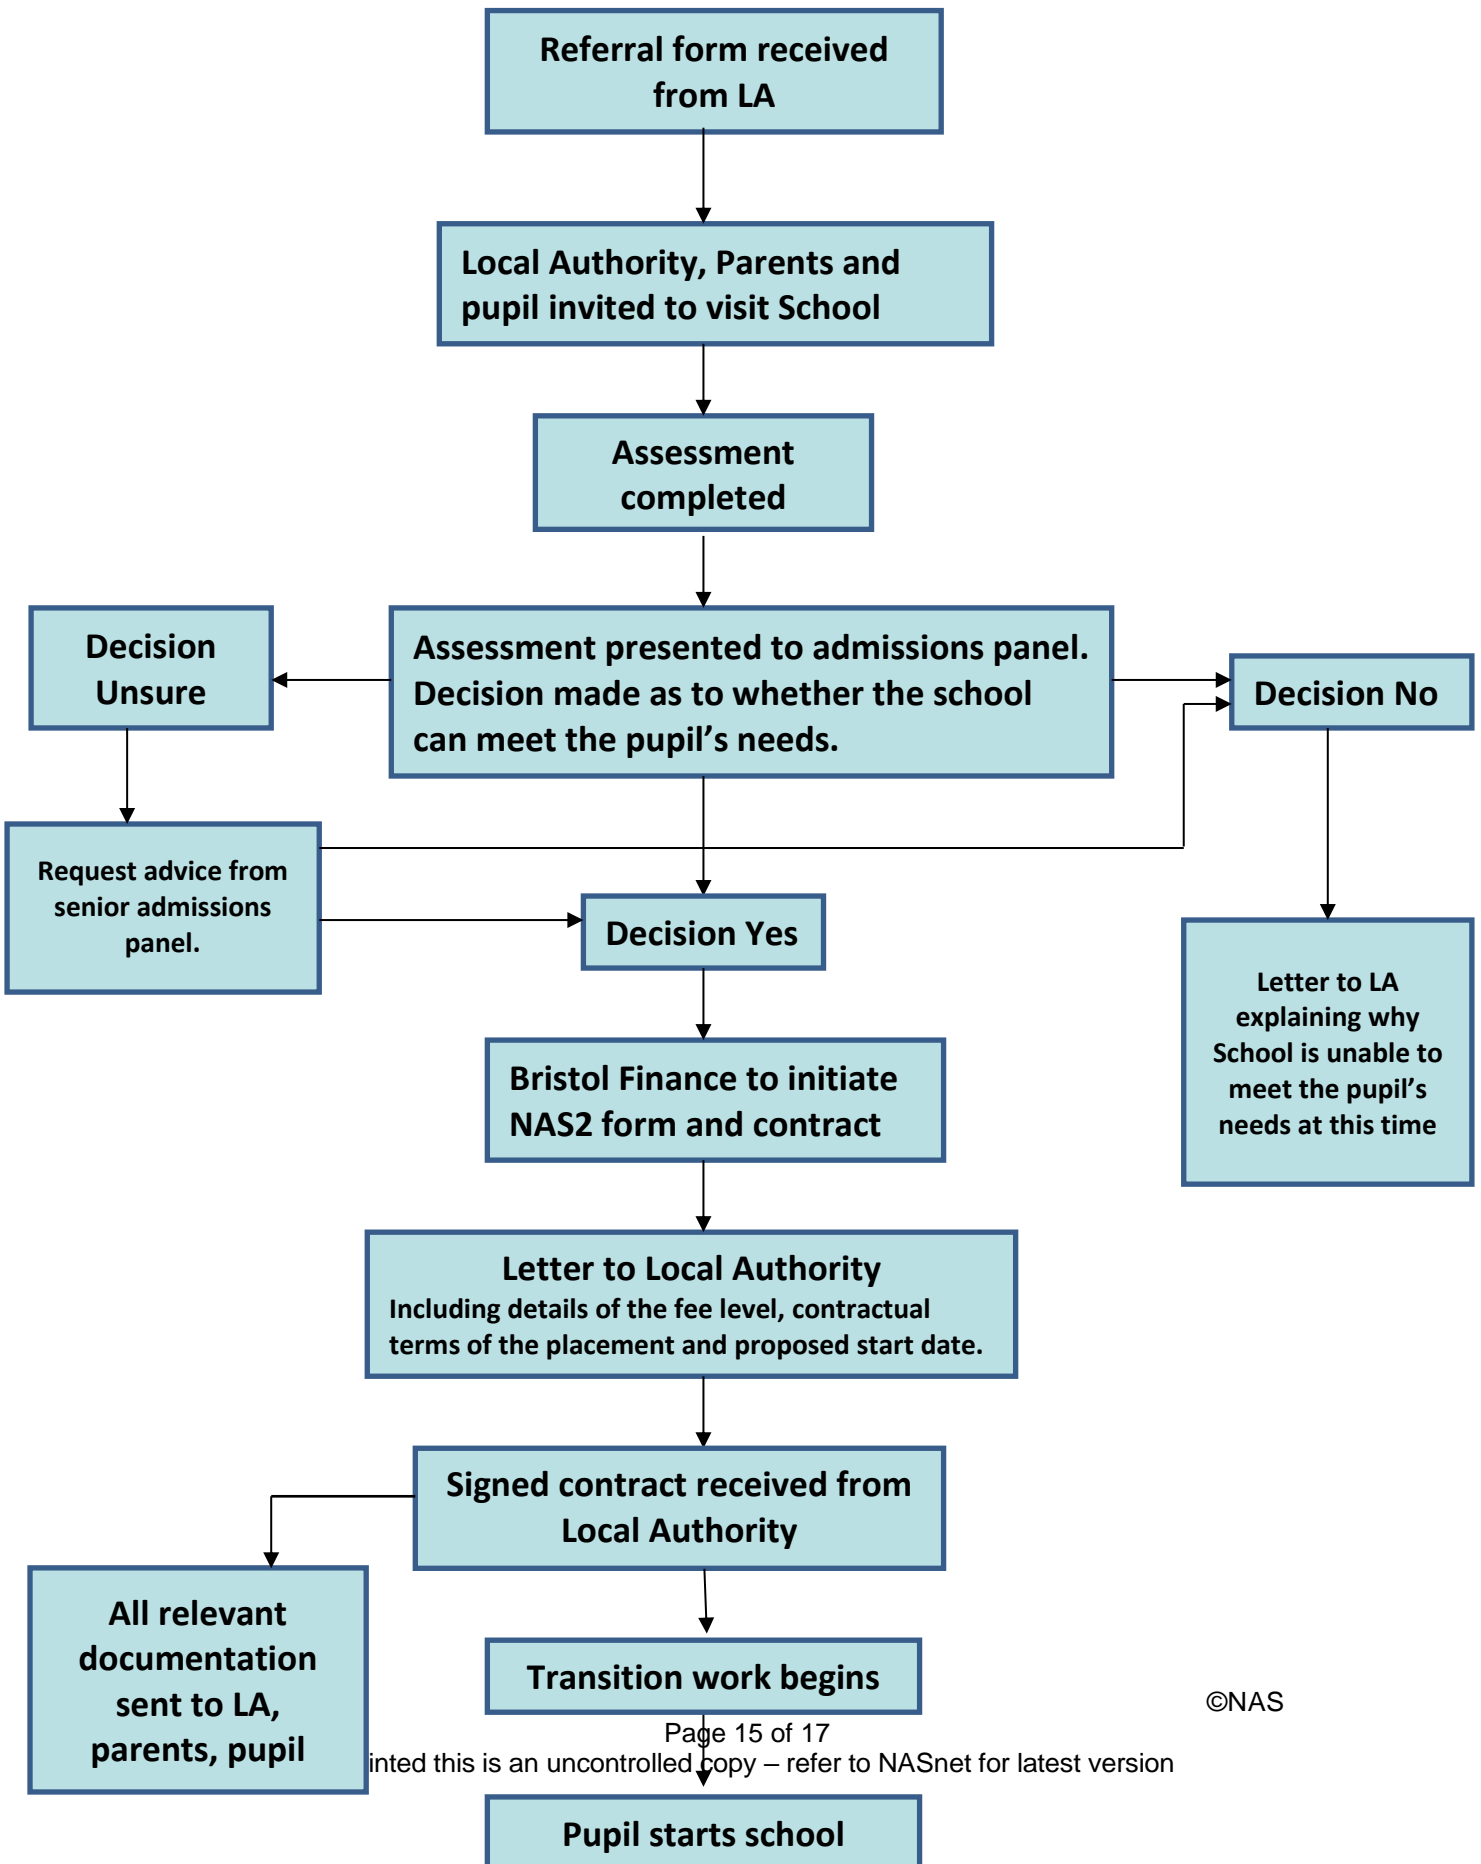 Referral form received
from LA
Local Authority, Parents and
pupil invited to visit School
Assessment
completed
Decision
Unsure
Assessment presented to admissions panel.
Decision made as to whether the school
can meet the pupil’s needs.
Decision No
Request advice from
senior admissions
panel.
Decision Yes
Letter to LA
explaining why
School is unable to
meet the pupil’s
needs at this time
Bristol Finance to initiate
NAS2 form and contract
Letter to Local Authority
Including details of the fee level, contractual
terms of the placement and proposed start date.
Signed contract received from
Local Authority
All relevant
documentation
sent to LA,
parents, pupil
Transition work begins
©NAS
Page 15 of 17
inted this is an uncontrolled copy – refer to NASnet for latest version
Pupil starts school